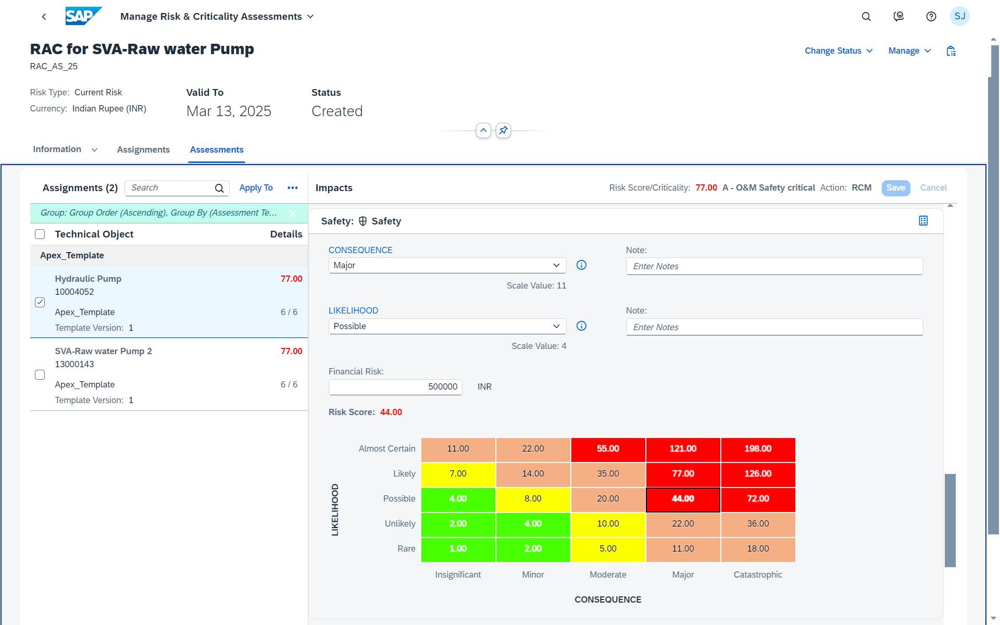 SAP
Manage Risk & Criticality Assessments
SJ
RAC for SVA-Raw water Pump
RAC_AS_25
Change Status
Manage
Risk Type: Current Risk
Currency: Indian Rupee (INR)
Valid To
Mar 13, 2025
Status
Created
Information
Assignments
Assessments
Assignments (2)
Search
Apply To
Group: Group Order (Ascending), Group By (Assessment Te...
Technical Object
Details
Apex_Template
Hydraulic Pump
77.00
10004052
Apex_Template
6 / 6
Template Version: 1
SVA-Raw water Pump 2
77.00
13000143
Apex_Template
6 / 6
Template Version: 1
Impacts
Risk Score/Criticality: 77.00 A - O&M Safety critical Action: RCM
Save
Cancel
Safety: Safety
CONSEQUENCE
Major
Scale Value: 11
Note:
Enter Notes
LIKELIHOOD
Possible
Scale Value: 4
Note:
Enter Notes
Financial Risk:
500000 INR
Risk Score: 44.00
LIKELIHOOD
Almost Certain 11.00 22.00 55.00 121.00 198.00
Likely 7.00 14.00 35.00 77.00 126.00
Possible 4.00 8.00 20.00 44.00 72.00
Unlikely 2.00 4.00 10.00 22.00 36.00
Rare 1.00 2.00 5.00 11.00 18.00
Insignificant Minor Moderate Major Catastrophic
CONSEQUENCE